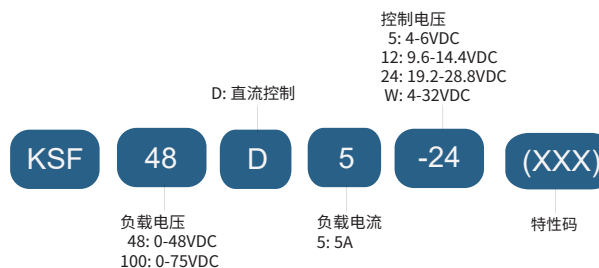 控制电压
5: 4-6VDC
12: 9.6-14.4VDC
24: 19.2-28.8VDC
W: 4-32VDC
D: 直流控制
KSF 48 D 5 -24 (XXX)
负载电压
48: 0-48VDC
100: 0-75VDC
负载电流
5: 5A
特性码